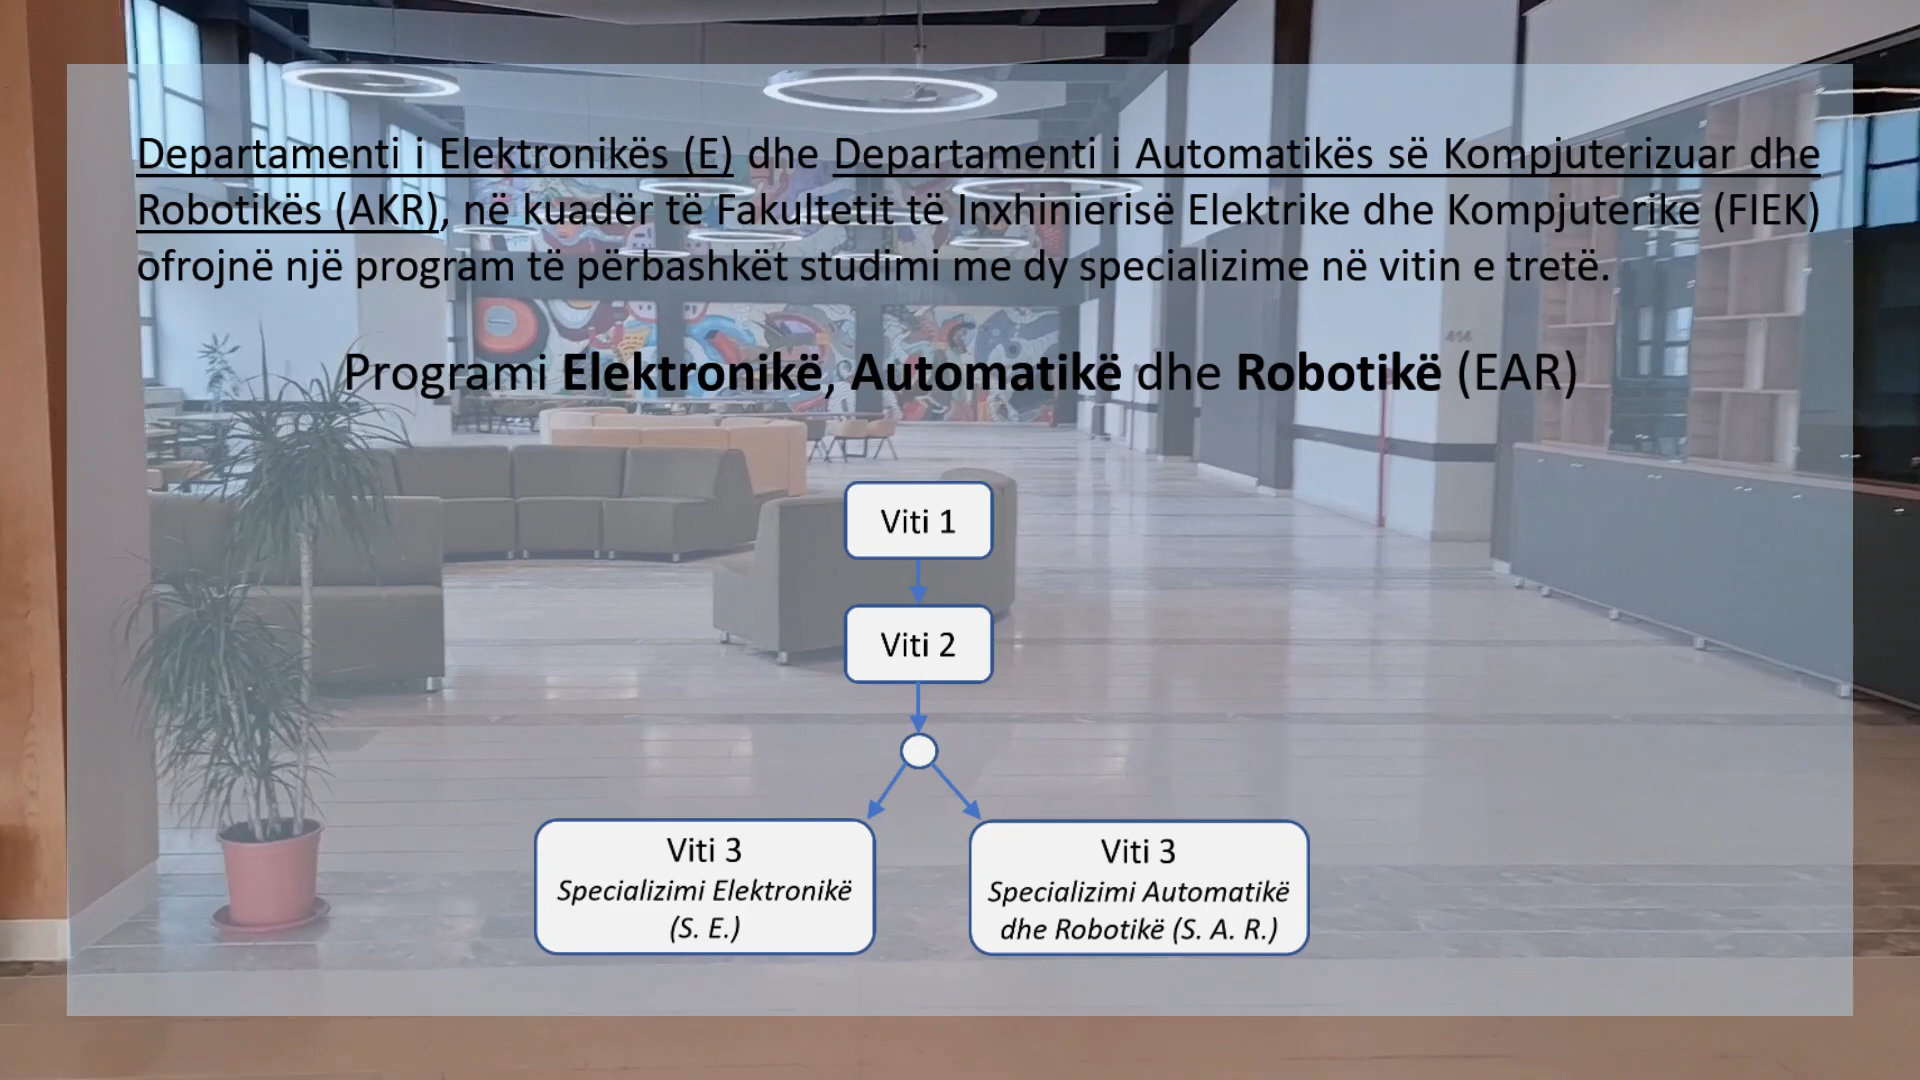 Departamenti i Elektronikës (E) dhe Departamenti i Automatikës së Kompjuterizuar dhe
Robotikës (AKR), në kuadër të Fakultetit të Inxhinierisë Elektrike dhe Kompjuterike (FIEK)
ofrojnë një program të përbashkët studimi me dy specializime në vitin e tretë.
414
Programi Elektronikë, Automatikë dhe Robotikë (EAR)
Viti 1
Viti 2
Viti 3
Specializimi Elektronikë
(S. E.)
Viti 3
Specializimi Automatikë
dhe Robotikë (S. A. R.)